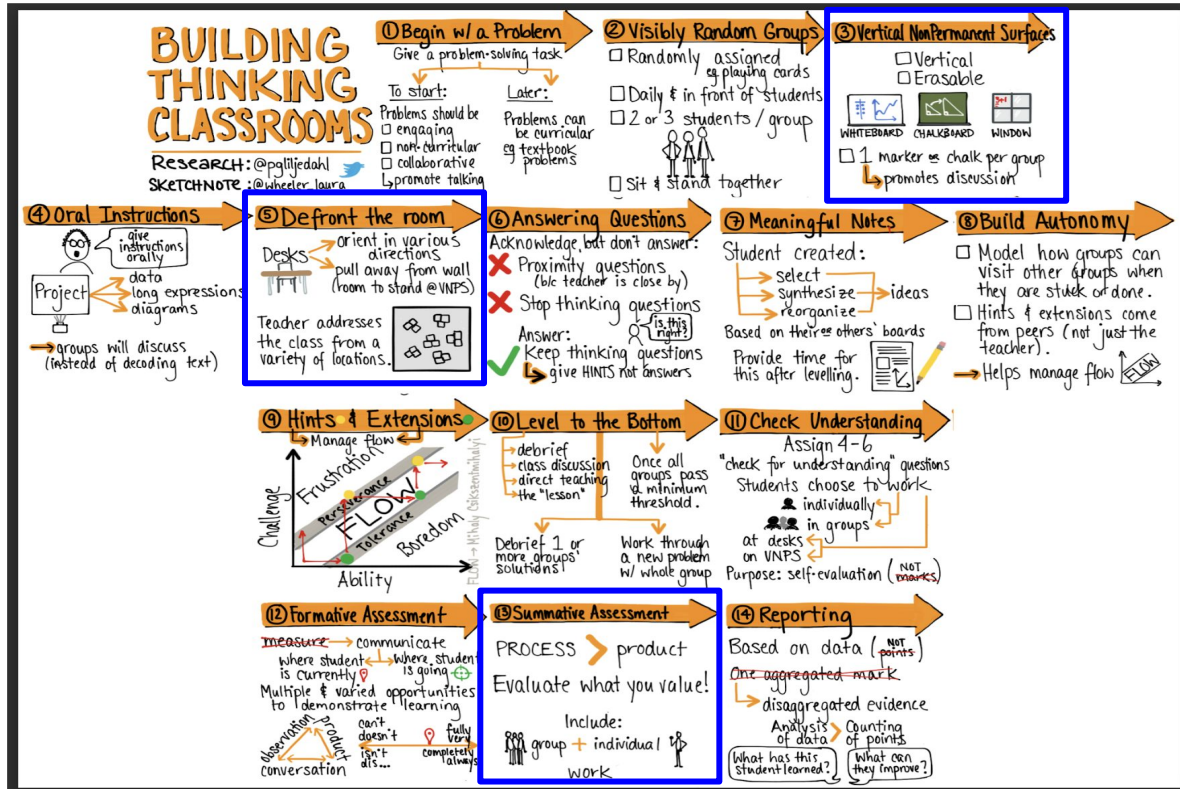 BUILDING
THINKING
CLASSROOMS
RESEARCH: @pgliljedahl
SKETCHNOTE: @wheeler_laura
① Begin w/ a Problem
Give a problem-solving task
To start:
Problems should be
engaging
non-curricular
collaborative
promote talking
Later:
Problems can
be curricular
eg textbook
problems
② Visibly Random Groups
Randomly assigned
eg playing cards
Daily & in front of students
2 or 3 students / group
Sit & stand together
③ Vertical NonPermanent Surfaces
Vertical
Erasable
WHITEBOARD
CHALKBOARD
WINDOW
1 marker or chalk per group
promotes discussion
④ Oral Instructions
give
instructions
orally
Project
data
long expressions
diagrams
groups will discuss
(instead of decoding text)
⑤ Defront the room
Desks
orient in various
directions
pull away from wall
(room to stand @ VNPS)
Teacher addresses
the class from a
variety of locations.
⑥ Answering Questions
Acknowledge, but don't answer:
Proximity questions
(b/c teacher is close by)
Stop thinking questions
is this
right?
Answer:
Keep thinking questions
give HINTS not answers
⑦ Meaningful Notes
Student created:
select
synthesize
reorganize
ideas
Based on their or others' boards
Provide time for
this after levelling.
⑧ Build Autonomy
Model how groups can
visit other groups when
they are stuck or done.
Hints & extensions come
from peers (not just the
teacher).
Helps manage flow
FLOW
⑨ Hints & Extensions
Manage flow
Challenge
Frustration
Perseverance
FLOW
Tolerance
Boredom
Ability
FLOW → Mihaly Csikszentmihalyi
⑩ Level to the Bottom
debrief
class discussion
direct teaching
the "lesson"
Once all
groups pass
a minimum
threshold.
Debrief 1 or
more groups'
solutions
Work through
a new problem
w/ whole group
⑪ Check Understanding
Assign 4-6
"check for understanding" questions
Students choose to work
individually
in groups
at desks
on VNPS
Purpose: self-evaluation (NOT marks)
⑫ Formative Assessment
measure → communicate
where student
is currently
where student
is going
Multiple & varied opportunities
to demonstrate learning
observation
product
conversation
can't
doesn't
isn't
dis...
fully
very
completely
always
⑬ Summative Assessment
PROCESS > product
Evaluate what you value!
Include:
group + individual
work
⑭ Reporting
Based on data (NOT points)
One aggregated mark
disaggregated evidence
Analysis
of data
>
Counting
of points
What has this
student learned?
What can
they improve?